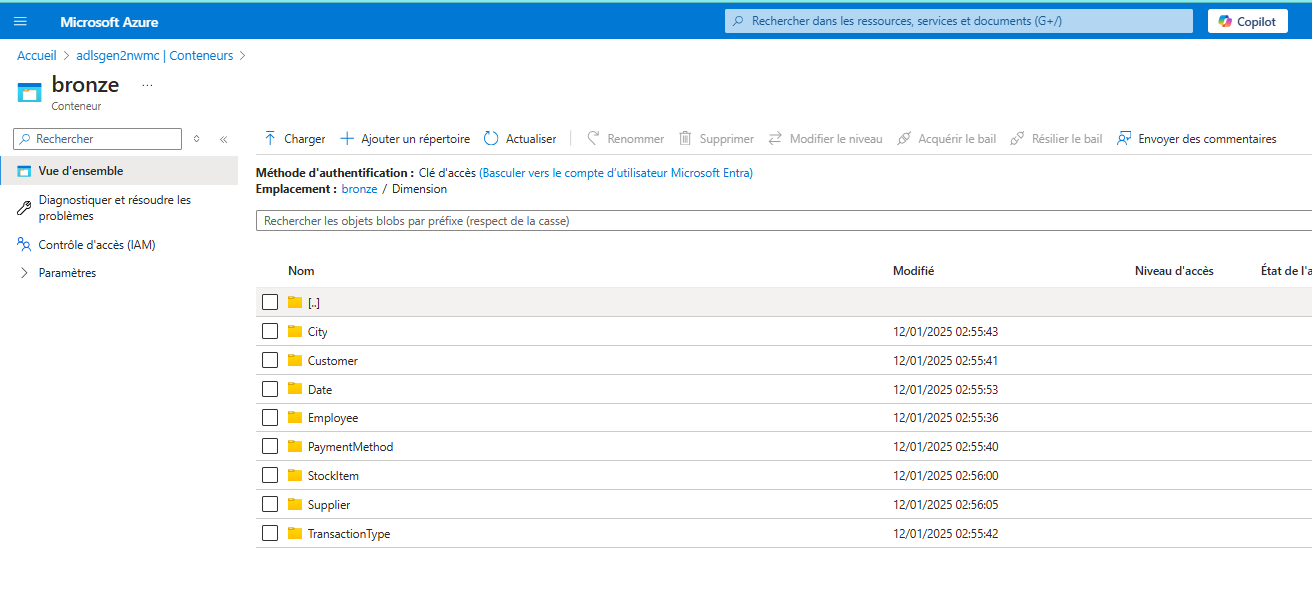 Microsoft Azure
Rechercher dans les ressources, services et documents (G+/)
Copilot
Accueil > adlsgen2nwmc | Conteneurs >
bronze ...
Conteneur
Rechercher
Charger
Ajouter un répertoire
Actualiser
Renommer
Supprimer
Modifier le niveau
Acquérir le bail
Résilier le bail
Envoyer des commentaires
Vue d'ensemble
Diagnostiquer et résoudre les
problèmes
Contrôle d'accès (IAM)
Paramètres
Méthode d'authentification : Clé d'accès (Basculer vers le compte d'utilisateur Microsoft Entra)
Emplacement : bronze / Dimension
Rechercher les objets blobs par préfixe (respect de la casse)
Nom Modifié Niveau d'accès État de l'a
[..]
City 12/01/2025 02:55:43
Customer 12/01/2025 02:55:41
Date 12/01/2025 02:55:53
Employee 12/01/2025 02:55:36
PaymentMethod 12/01/2025 02:55:40
StockItem 12/01/2025 02:56:00
Supplier 12/01/2025 02:56:05
TransactionType 12/01/2025 02:55:42